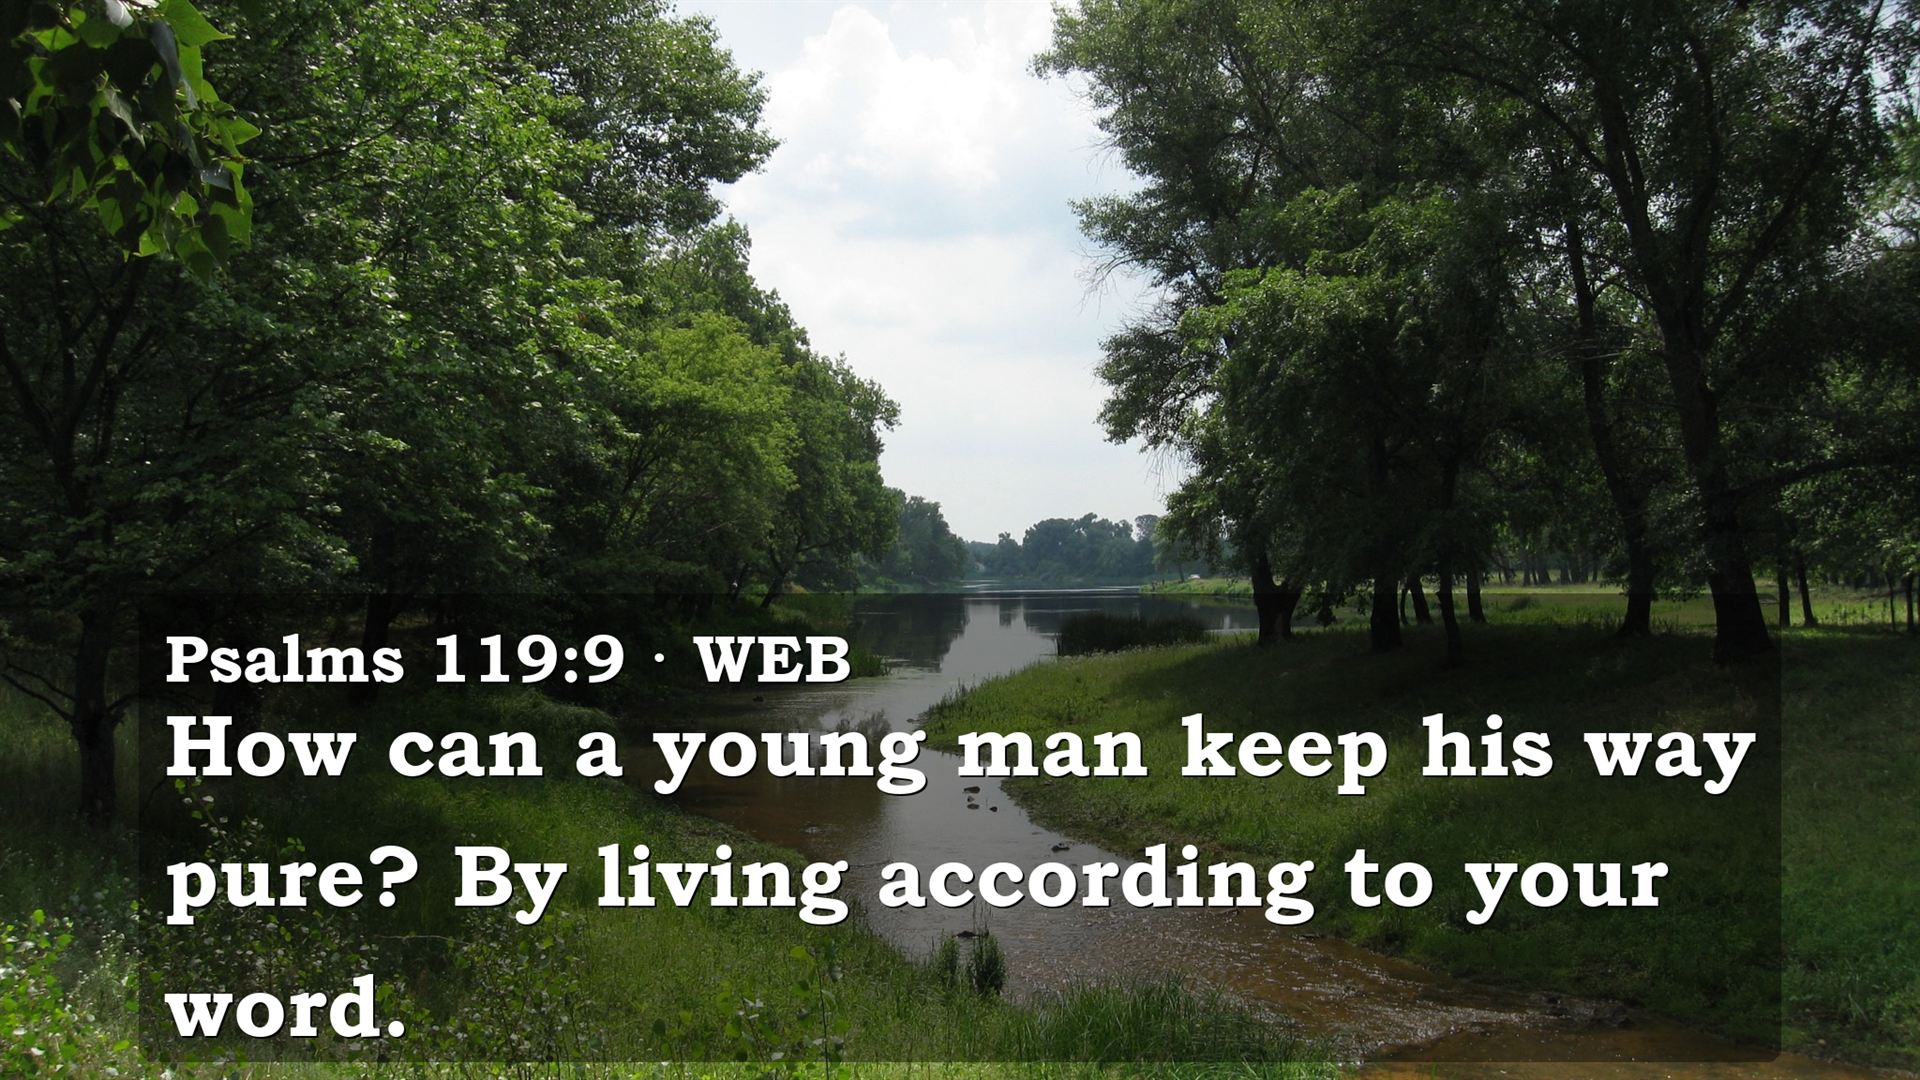 Psalms 119:9 · WEB
How can a young man keep his way
pure? By living according to your
word.